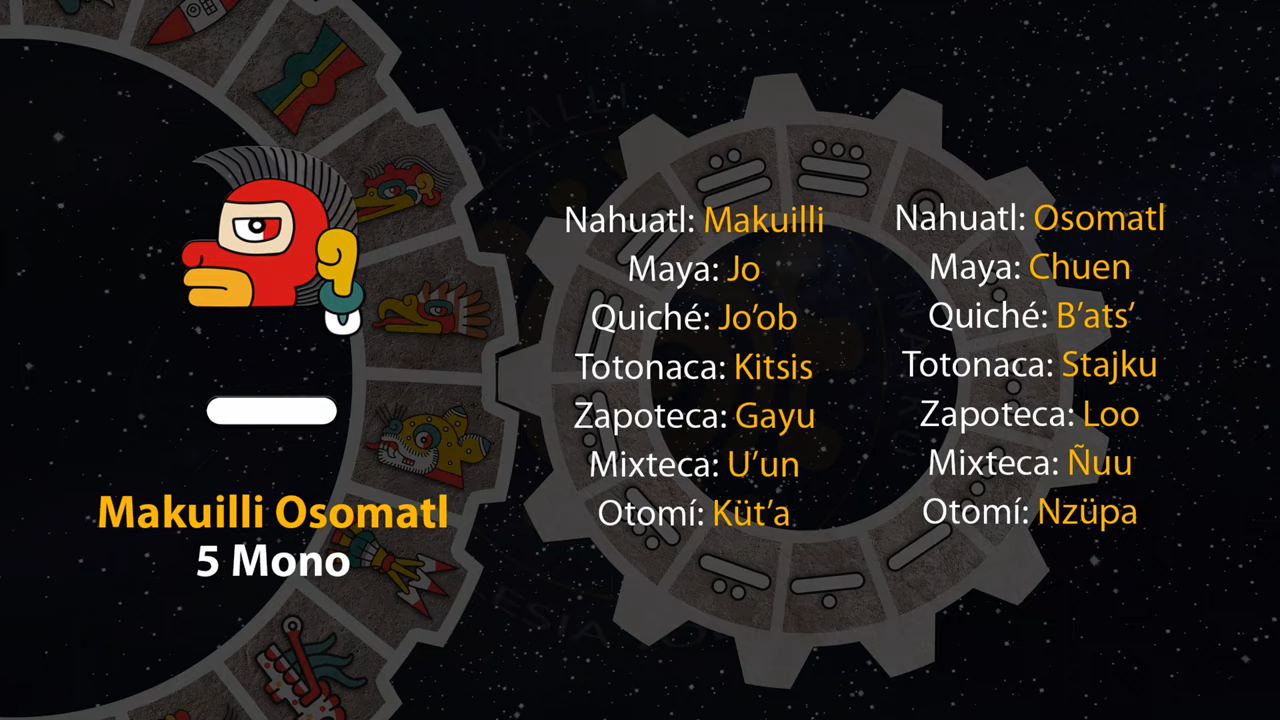 Makuilli Osomatl
5 Mono
Nahuatl: Makuilli
Maya: Jo
Quiché: Jo’ob
Totonaca: Kitsis
Zapoteca: Gayu
Mixteca: U’un
Otomí: Küt’a
Nahuatl: Osomatl
Maya: Chuen
Quiché: B’ats’
Totonaca: Stajku
Zapoteca: Loo
Mixteca: Ñuu
Otomí: Nzüpa